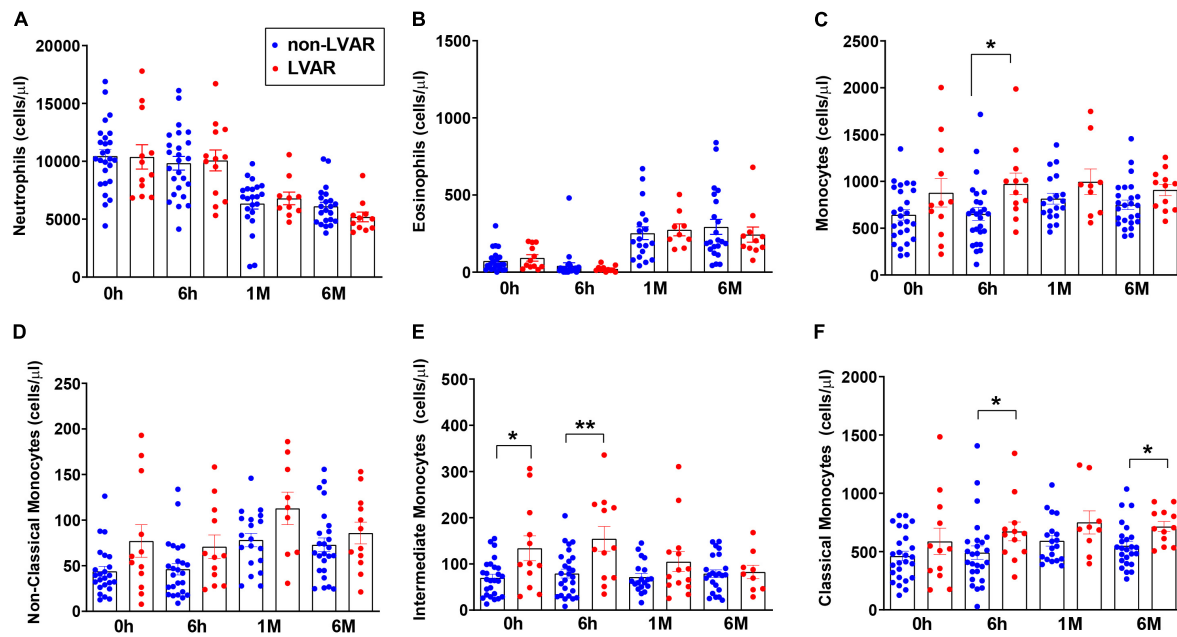 A
Neutrophils (cells/µl)
20000
15000
10000
5000
0
0h 6h 1M 6M
non-LVAR
LVAR
B
Eosinophils (cells/µl)
1500
1000
500
0
0h 6h 1M 6M
C
Monocytes (cells/µl)
2500
2000
1500
1000
500
0
*
0h 6h 1M 6M
D
Non-Classical Monocytes (cells/µl)
250
200
150
100
50
0
0h 6h 1M 6M
E
Intermediate Monocytes (cells/µl)
500
400
300
200
100
0
*
**
0h 6h 1M 6M
F
Classical Monocytes (cells/µl)
2000
1500
1000
500
0
*
*
0h 6h 1M 6M